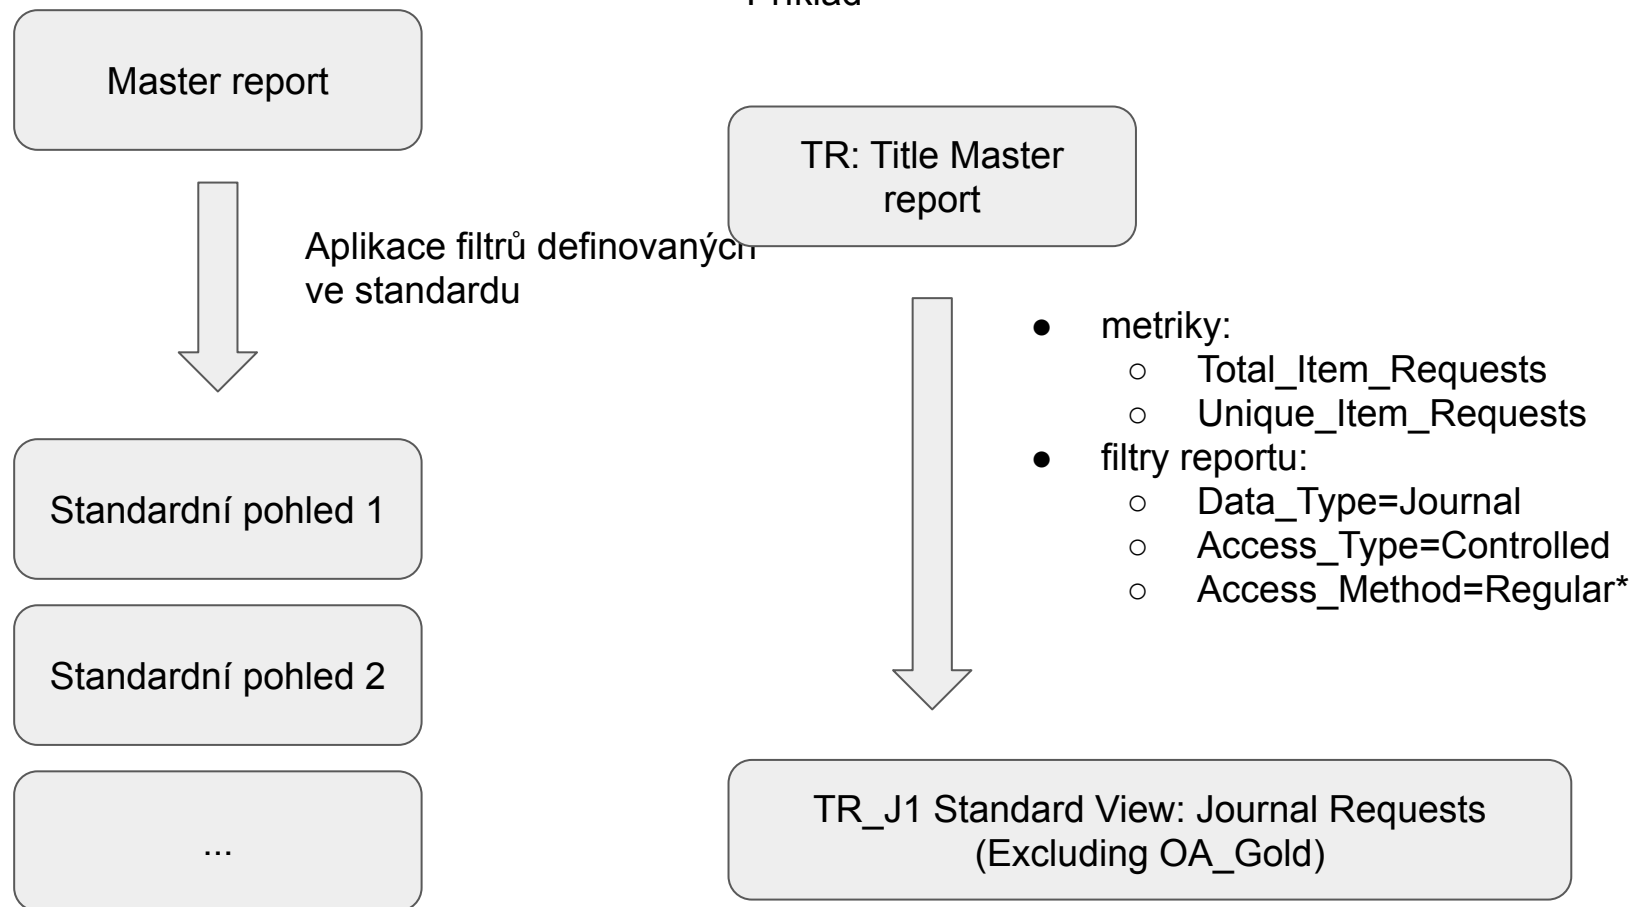 Příklad
Master report
Aplikace filtrů definovaných
ve standardu
Standardní pohled 1
Standardní pohled 2
...
TR: Title Master
report
● metriky:
○ Total_Item_Requests
○ Unique_Item_Requests
● filtry reportu:
○ Data_Type=Journal
○ Access_Type=Controlled
○ Access_Method=Regular*
TR_J1 Standard View: Journal Requests
(Excluding OA_Gold)